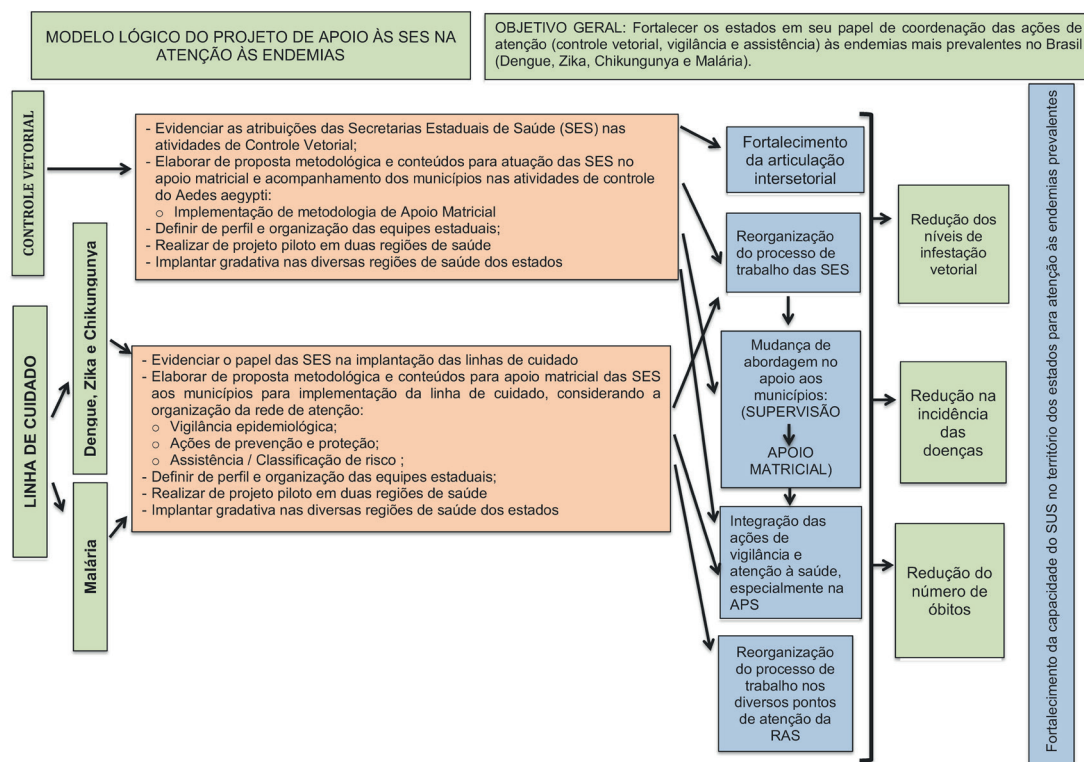 MODELO LÓGICO DO PROJETO DE APOIO ÀS SES NA
ATENÇÃO ÀS ENDEMIAS
OBJETIVO GERAL: Fortalecer os estados em seu papel de coordenação das ações de
atenção (controle vetorial, vigilância e assistência) às endemias mais prevalentes no Brasil
(Dengue, Zika, Chikungunya e Malária).
CONTROLE VETORIAL
- Evidenciar as atribuições das Secretarias Estaduais de Saúde (SES) nas
atividades de Controle Vetorial;
- Elaborar de proposta metodológica e conteúdos para atuação das SES no
apoio matricial e acompanhamento dos municípios nas atividades de controle
do Aedes aegypti:
o Implementação de metodologia de Apoio Matricial
- Definir de perfil e organização das equipes estaduais;
- Realizar de projeto piloto em duas regiões de saúde
- Implantar gradativa nas diversas regiões de saúde dos estados
LINHA DE CUIDADO
Dengue, Zika e Chikungunya
Malária
- Evidenciar o papel das SES na implantação das linhas de cuidado
- Elaborar de proposta metodológica e conteúdos para apoio matricial das SES
aos municípios para implementação da linha de cuidado, considerando a
organização da rede de atenção:
o Vigilância epidemiológica;
o Ações de prevenção e proteção;
o Assistência / Classificação de risco ;
- Definir de perfil e organização das equipes estaduais;
- Realizar de projeto piloto em duas regiões de saúde
- Implantar gradativa nas diversas regiões de saúde dos estados
Fortalecimento
da articulação
intersetorial
Reorganização
do processo de
trabalho das SES
Mudança de
abordagem no
apoio aos
municípios:
(SUPERVISÃO
APOIO
MATRICIAL)
Integração das
ações de
vigilância e
atenção à saúde,
especialmente na
APS
Reorganização
do processo de
trabalho nos
diversos pontos
de atenção da
RAS
Redução dos
níveis de
infestação
vetorial
Redução na
incidência
das
doenças
Redução do
número de
óbitos
Fortalecimento da capacidade do SUS no território dos estados para atenção às endemias prevalentes